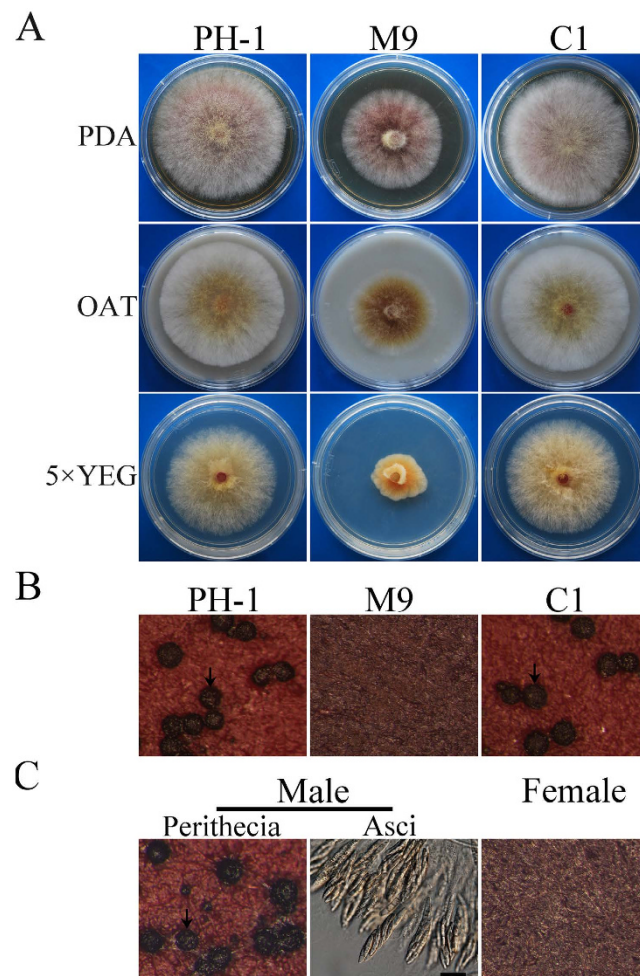 A
PH-1 M9 C1
PDA
OAT
5×YEG
B
PH-1 M9 C1
C
Male Female
Perithecia Asci